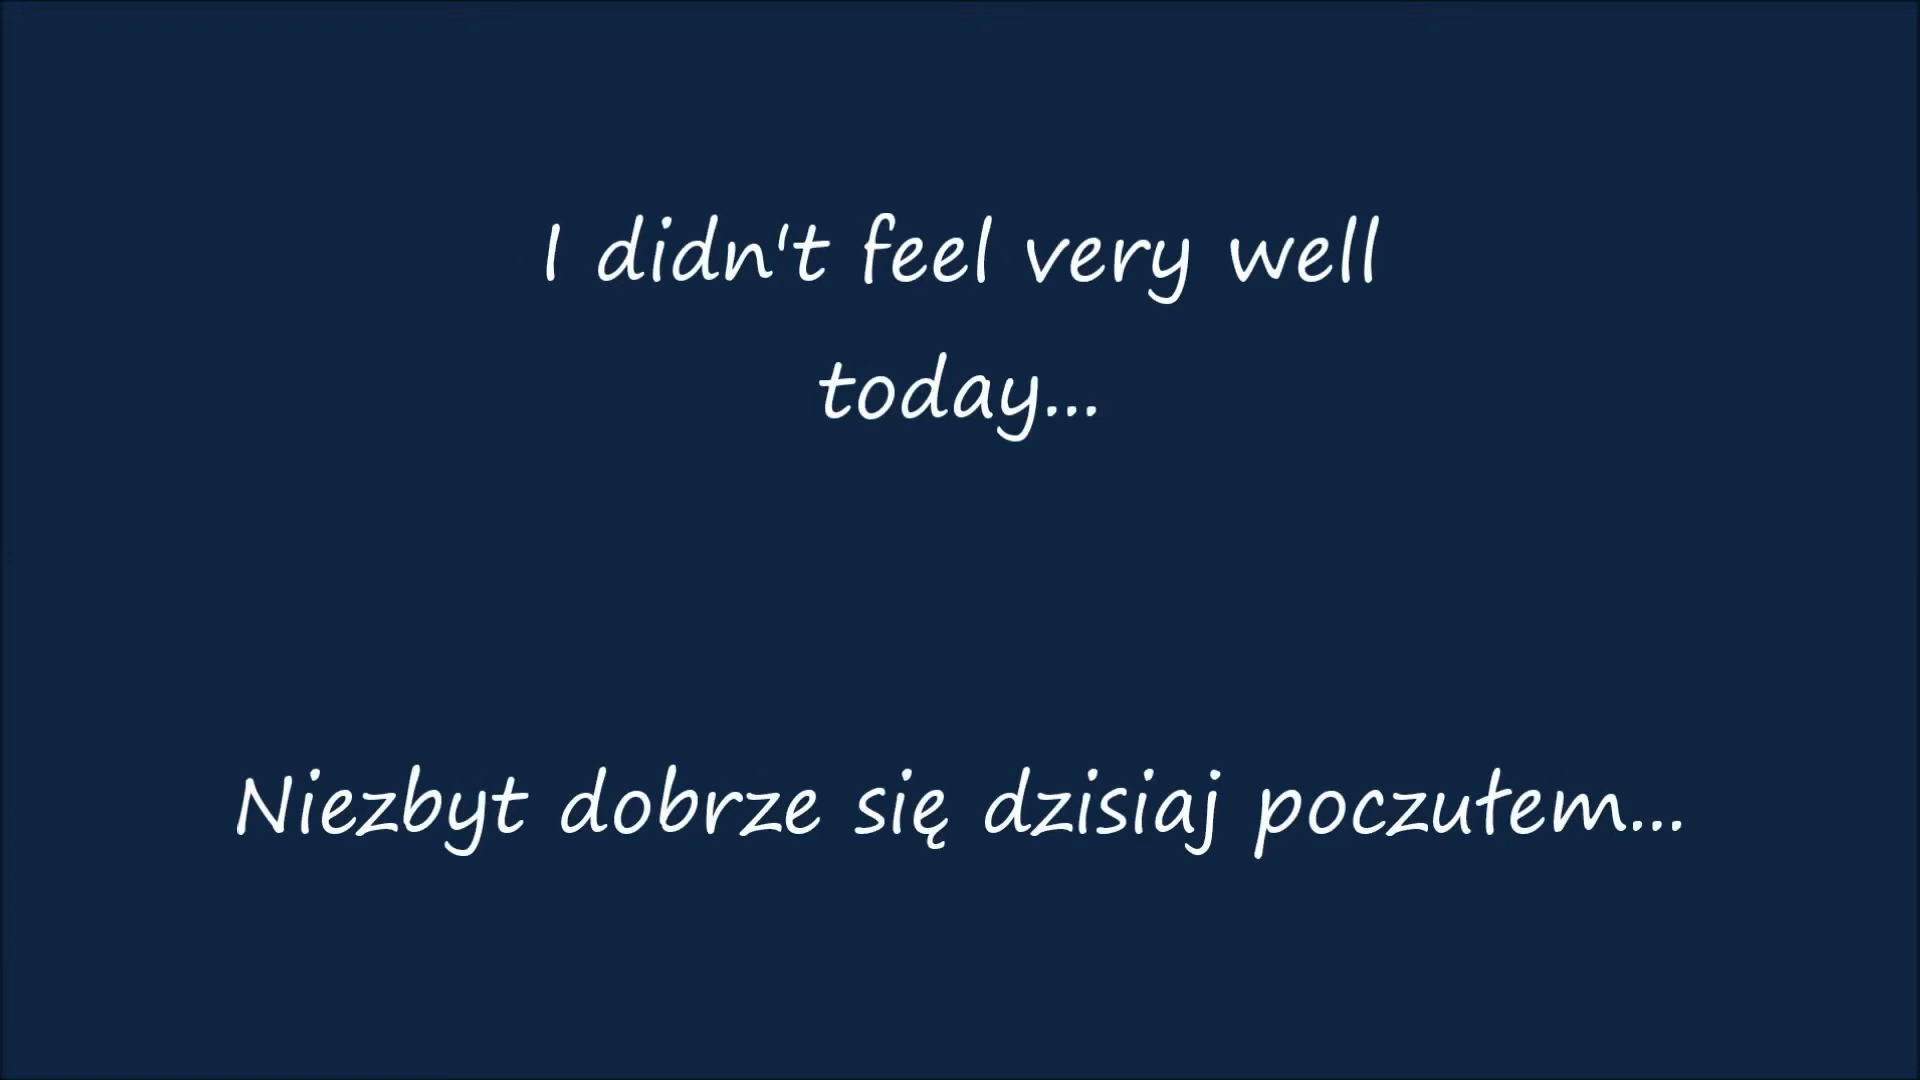 I didn't feel very well
today...
Niezbyt dobrze się dzisiaj poczułem...